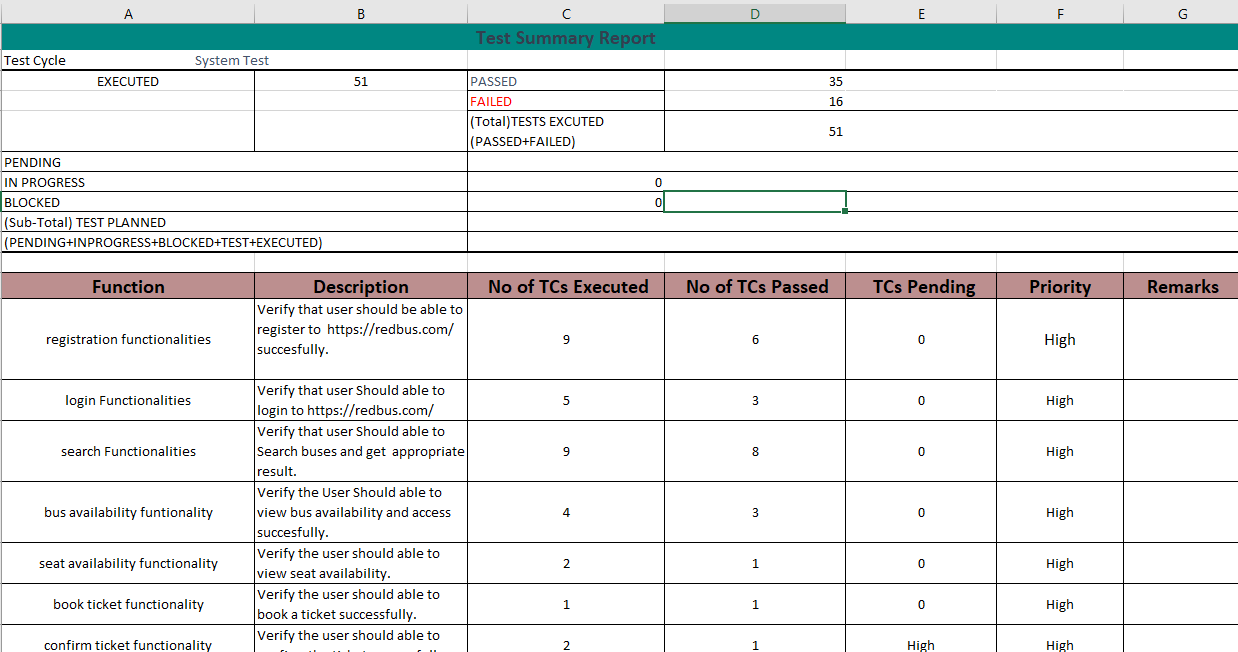 A B C D E F G
Test Summary Report
Test Cycle System Test
EXECUTED 51 PASSED 35
FAILED 16
(Total)TESTS EXCUTED
(PASSED+FAILED) 51
PENDING
IN PROGRESS 0
BLOCKED 0
(Sub-Total) TEST PLANNED
(PENDING+INPROGRESS+BLOCKED+TEST+EXECUTED)
Function Description No of TCs Executed No of TCs Passed TCs Pending Priority Remarks
registration functionalities
Verify that user should be able to
register to https://redbus.com/
succesfully.
9 6 0 High
login Functionalities
Verify that user Should able to
login to https://redbus.com/
5 3 0 High
search Functionalities
Verify that user Should able to
Search buses and get appropriate
result.
9 8 0 High
bus availability funtionality
Verify the User Should able to
view bus availability and access
succesfully.
4 3 0 High
seat availability functionality
Verify the user should able to
view seat availability.
2 1 0 High
book ticket functionality
Verify the user should able to
book a ticket successfully.
1 1 0 High
confirm ticket functionality
Verify the user should able to
2 1 High High